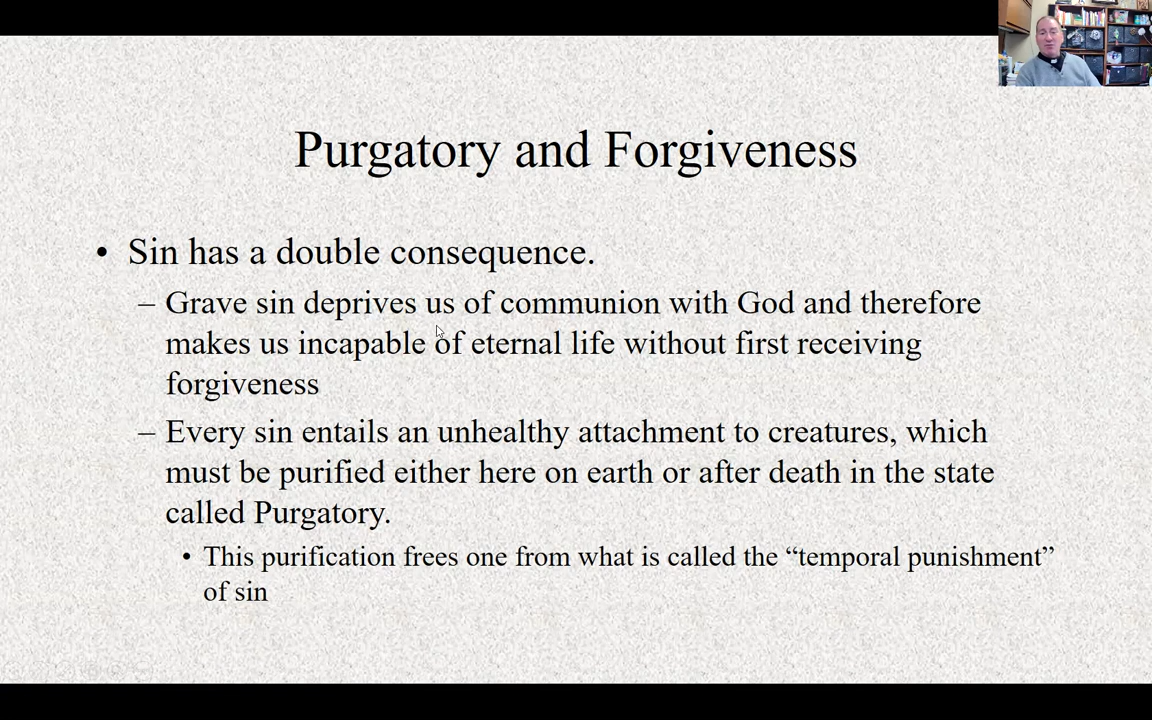 Purgatory and Forgiveness
• Sin has a double consequence.
– Grave sin deprives us of communion with God and therefore
makes us incapable of eternal life without first receiving
forgiveness
– Every sin entails an unhealthy attachment to creatures, which
must be purified either here on earth or after death in the state
called Purgatory.
• This purification frees one from what is called the “temporal punishment”
of sin